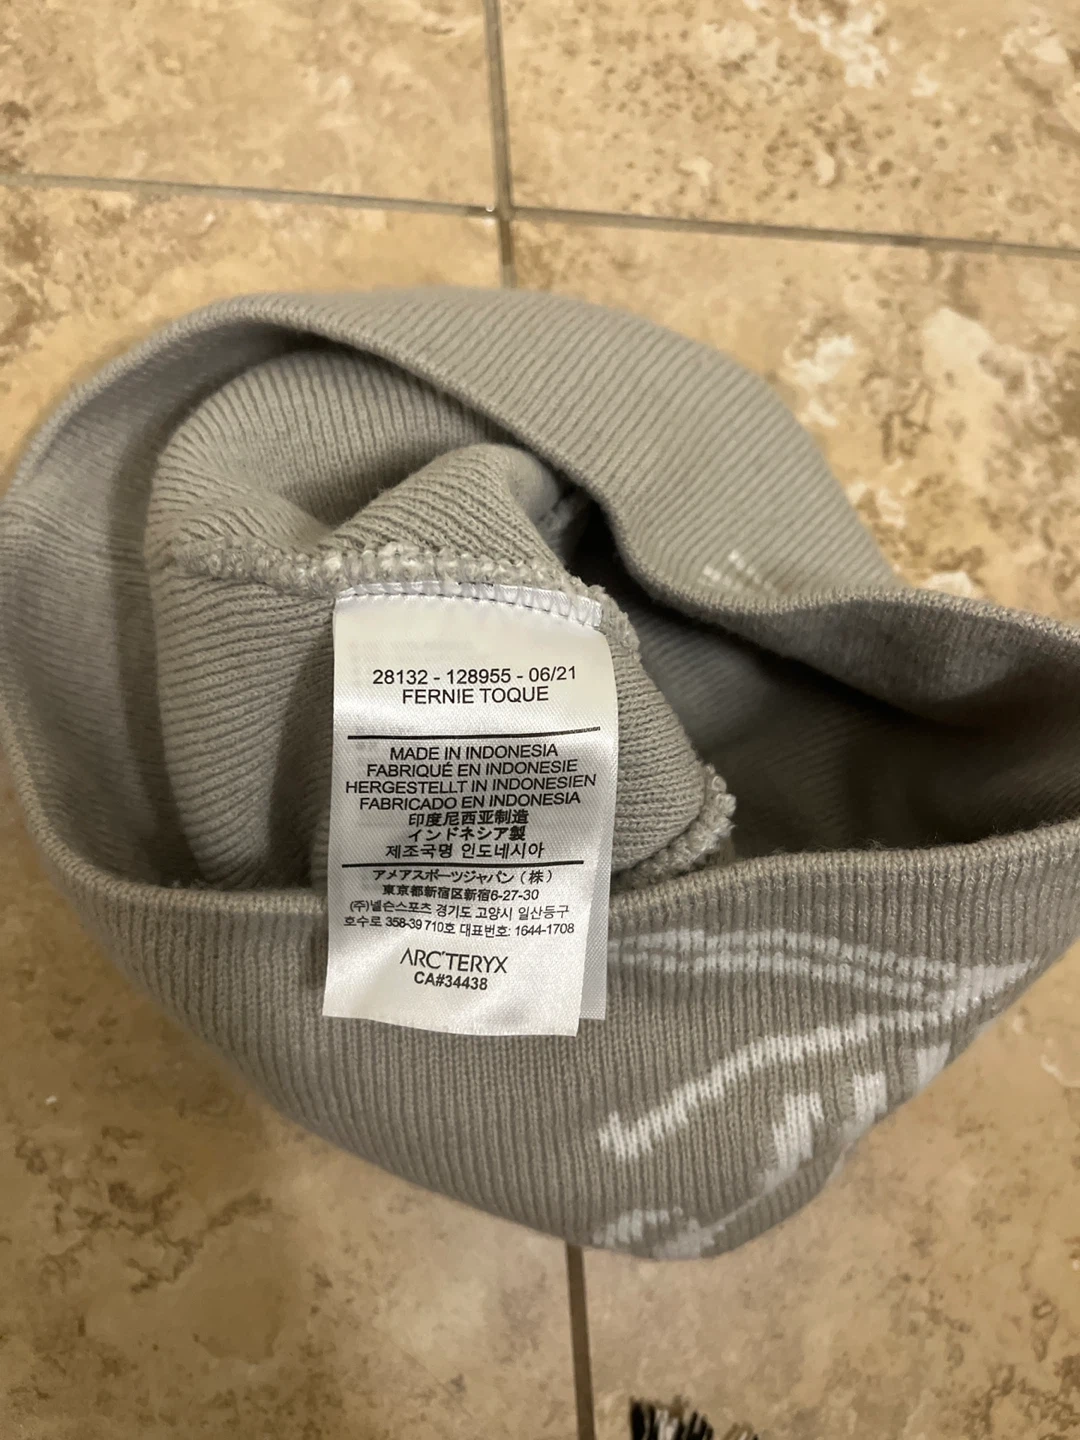 28132 - 128955 - 06/21
FERNIE TOQUE
MADE IN INDONESIA
FABRIQUÉ EN INDONESIE
HERGESTELLT IN INDONESIEN
FABRICADO EN INDONESIA
印度尼西亚制造
インドネシア製
제조국명 인도네시아
アメアスポーツジャパン（株）
東京都新宿区新宿6-27-30
(주)넬슨스포츠 경기도 고양시 일산동구
호수로 358-39 710호 대표번호: 1644-1708
ARC'TERYX
CA#34438